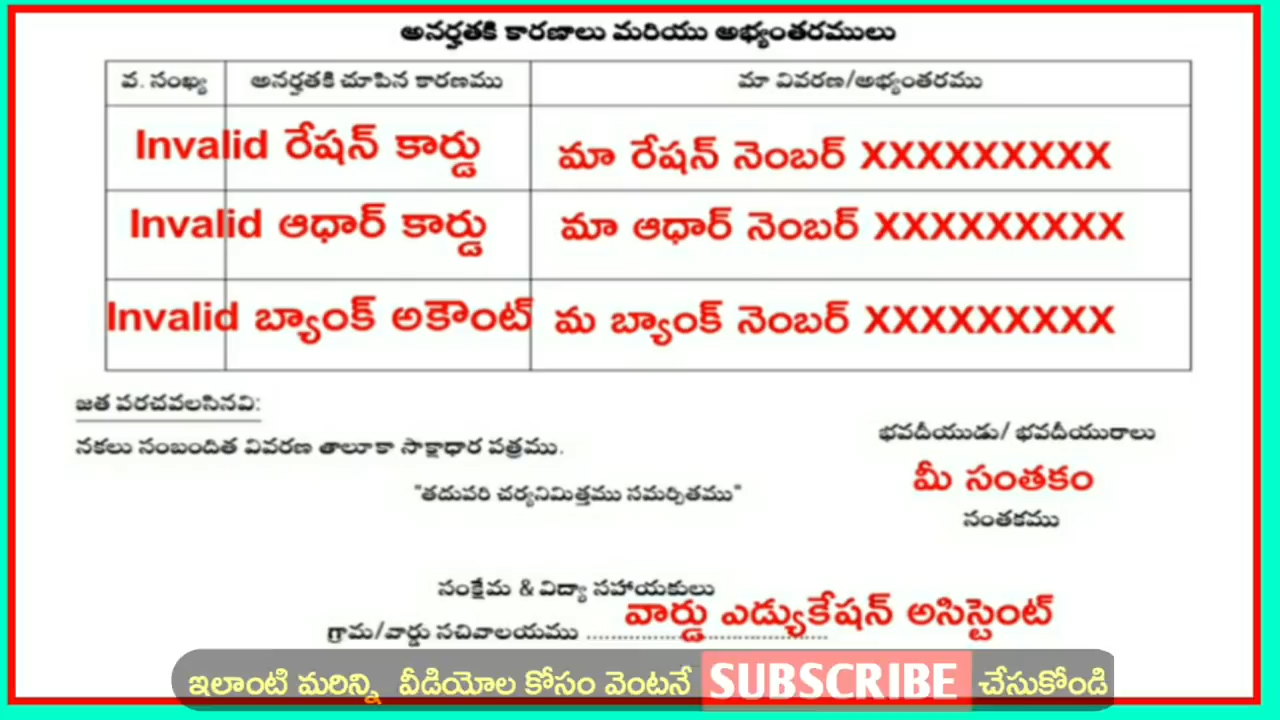 అనర్హతకి కారణాలు మరియు అభ్యంతరములు
వ. సంఖ్య అనర్హతకి చూపిన కారణము మా వివరణ/అభ్యంతరము
Invalid రేషన్ కార్డు మా రేషన్ నెంబర్ XXXXXXXXX
Invalid ఆధార్ కార్డు మా ఆధార్ నెంబర్ XXXXXXXXX
Invalid బ్యాంక్ అకౌంట్ మ బ్యాంక్ నెంబర్ XXXXXXXXX
జత పరచవలసినవి:
నకలు సంబందిత వివరణ తాలూకా సాక్షాధార పత్రము.
భవదీయుడు/ భవదీయురాలు
మీ సంతకం
"తదుపరి చర్యనిమిత్తము సమర్పితము"
సంతకము
సంక్షేమ & విద్యా సహాయకులు
వార్డు ఎడ్యుకేషన్ అసిస్టెంట్
గ్రామ/వార్డు సచివాలయము ......................................
ఇలాంటి మరిన్ని వీడియోల కోసం వెంటనే SUBSCRIBE చేసుకోండి